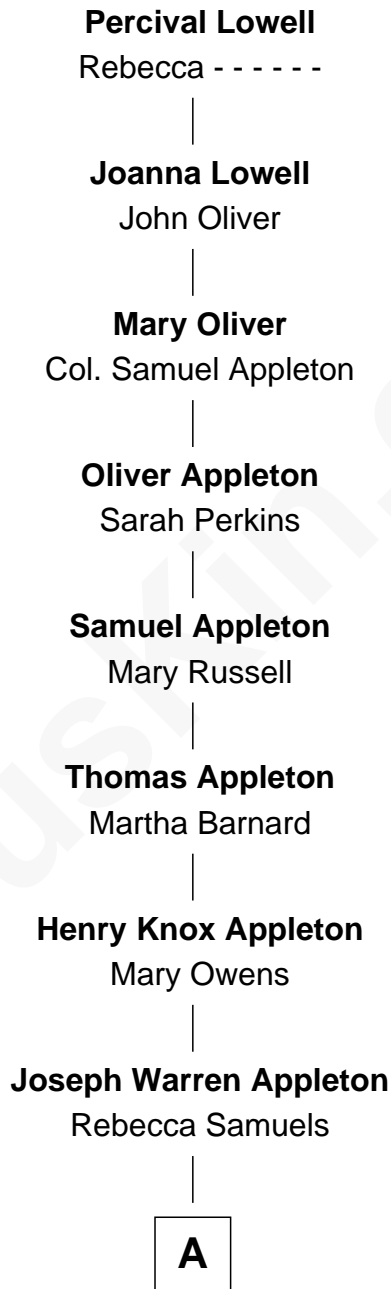 Percival Lowell
Rebecca - - - - - -
Joanna Lowell
John Oliver
Mary Oliver
Col. Samuel Appleton
Oliver Appleton
Sarah Perkins
Samuel Appleton
Mary Russell
Thomas Appleton
Martha Barnard
Henry Knox Appleton
Mary Owens
Joseph Warren Appleton
Rebecca Samuels
A